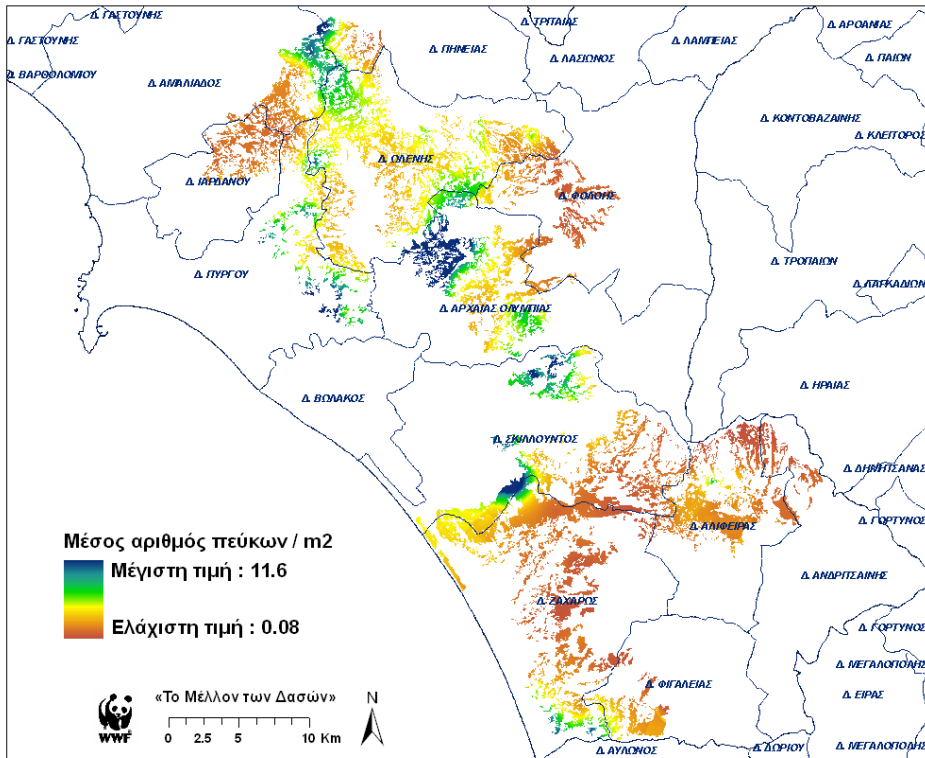 Δ. ΓΑΣΤΟΥΝΗΣ
Δ. ΤΡΙΤΑΙΑΣ
Δ. ΑΡΟΑΝΙΑΣ
Δ. ΓΑΣΤΟΥΝΗΣ
Δ. ΠΗΝΕΙΑΣ
Δ. ΛΑΜΠΕΙΑΣ
Δ. ΛΑΣΙΩΝΟΣ
Δ. ΠΑΙΩΝ
Δ. ΒΑΡΘΟΛΟΜΙΟΥ
Δ. ΑΜΑΛΙΑΔΟΣ
Δ. ΚΟΝΤΟΒΑΖΑΙΝΗΣ
Δ. ΚΛΕΙΤΟΡΟΣ
Δ. ΩΛΕΝΗΣ
Δ. ΙΑΡΔΑΝΟΥ
Δ. ΦΟΛΟΗΣ
Δ. ΠΥΡΓΟΥ
Δ. ΤΡΟΠΑΙΩΝ
Δ. ΛΑΓΚΑΔΙΩΝ
Δ. ΑΡΧΑΙΑΣ ΟΛΥΜΠΙΑΣ
Δ. ΗΡΑΙΑΣ
Δ. ΒΩΛΑΚΟΣ
Δ. ΣΚΙΛΛΟΥΝΤΟΣ
Δ. ΔΗΜΗΤΣΑΝΑΣ
Δ. ΓΟΡΤΥΝΟΣ
Δ. ΑΛΙΦΕΙΡΑΣ
Μέσος αριθμός πεύκων / m2
Μέγιστη τιμή : 11.6
Ελάχιστη τιμή : 0.08
Δ. ΑΝΔΡΙΤΣΑΙΝΗΣ
Δ. ΖΑΧΑΡΩΣ
Δ. ΓΟΡΤΥΝΟΣ
Δ. ΜΕΓΑΛΟΠΟΛΗΣ
Δ. ΦΙΓΑΛΕΙΑΣ
Δ. ΕΙΡΑΣ
«Το Μέλλον των Δασών»
N
WWF
0 2.5 5 10 Km
Δ. ΑΥΛΩΝΟΣ
Δ. ΔΩΡΙΟΥ
Δ. ΜΕΓΑΛΟΠΟΛΗΣ